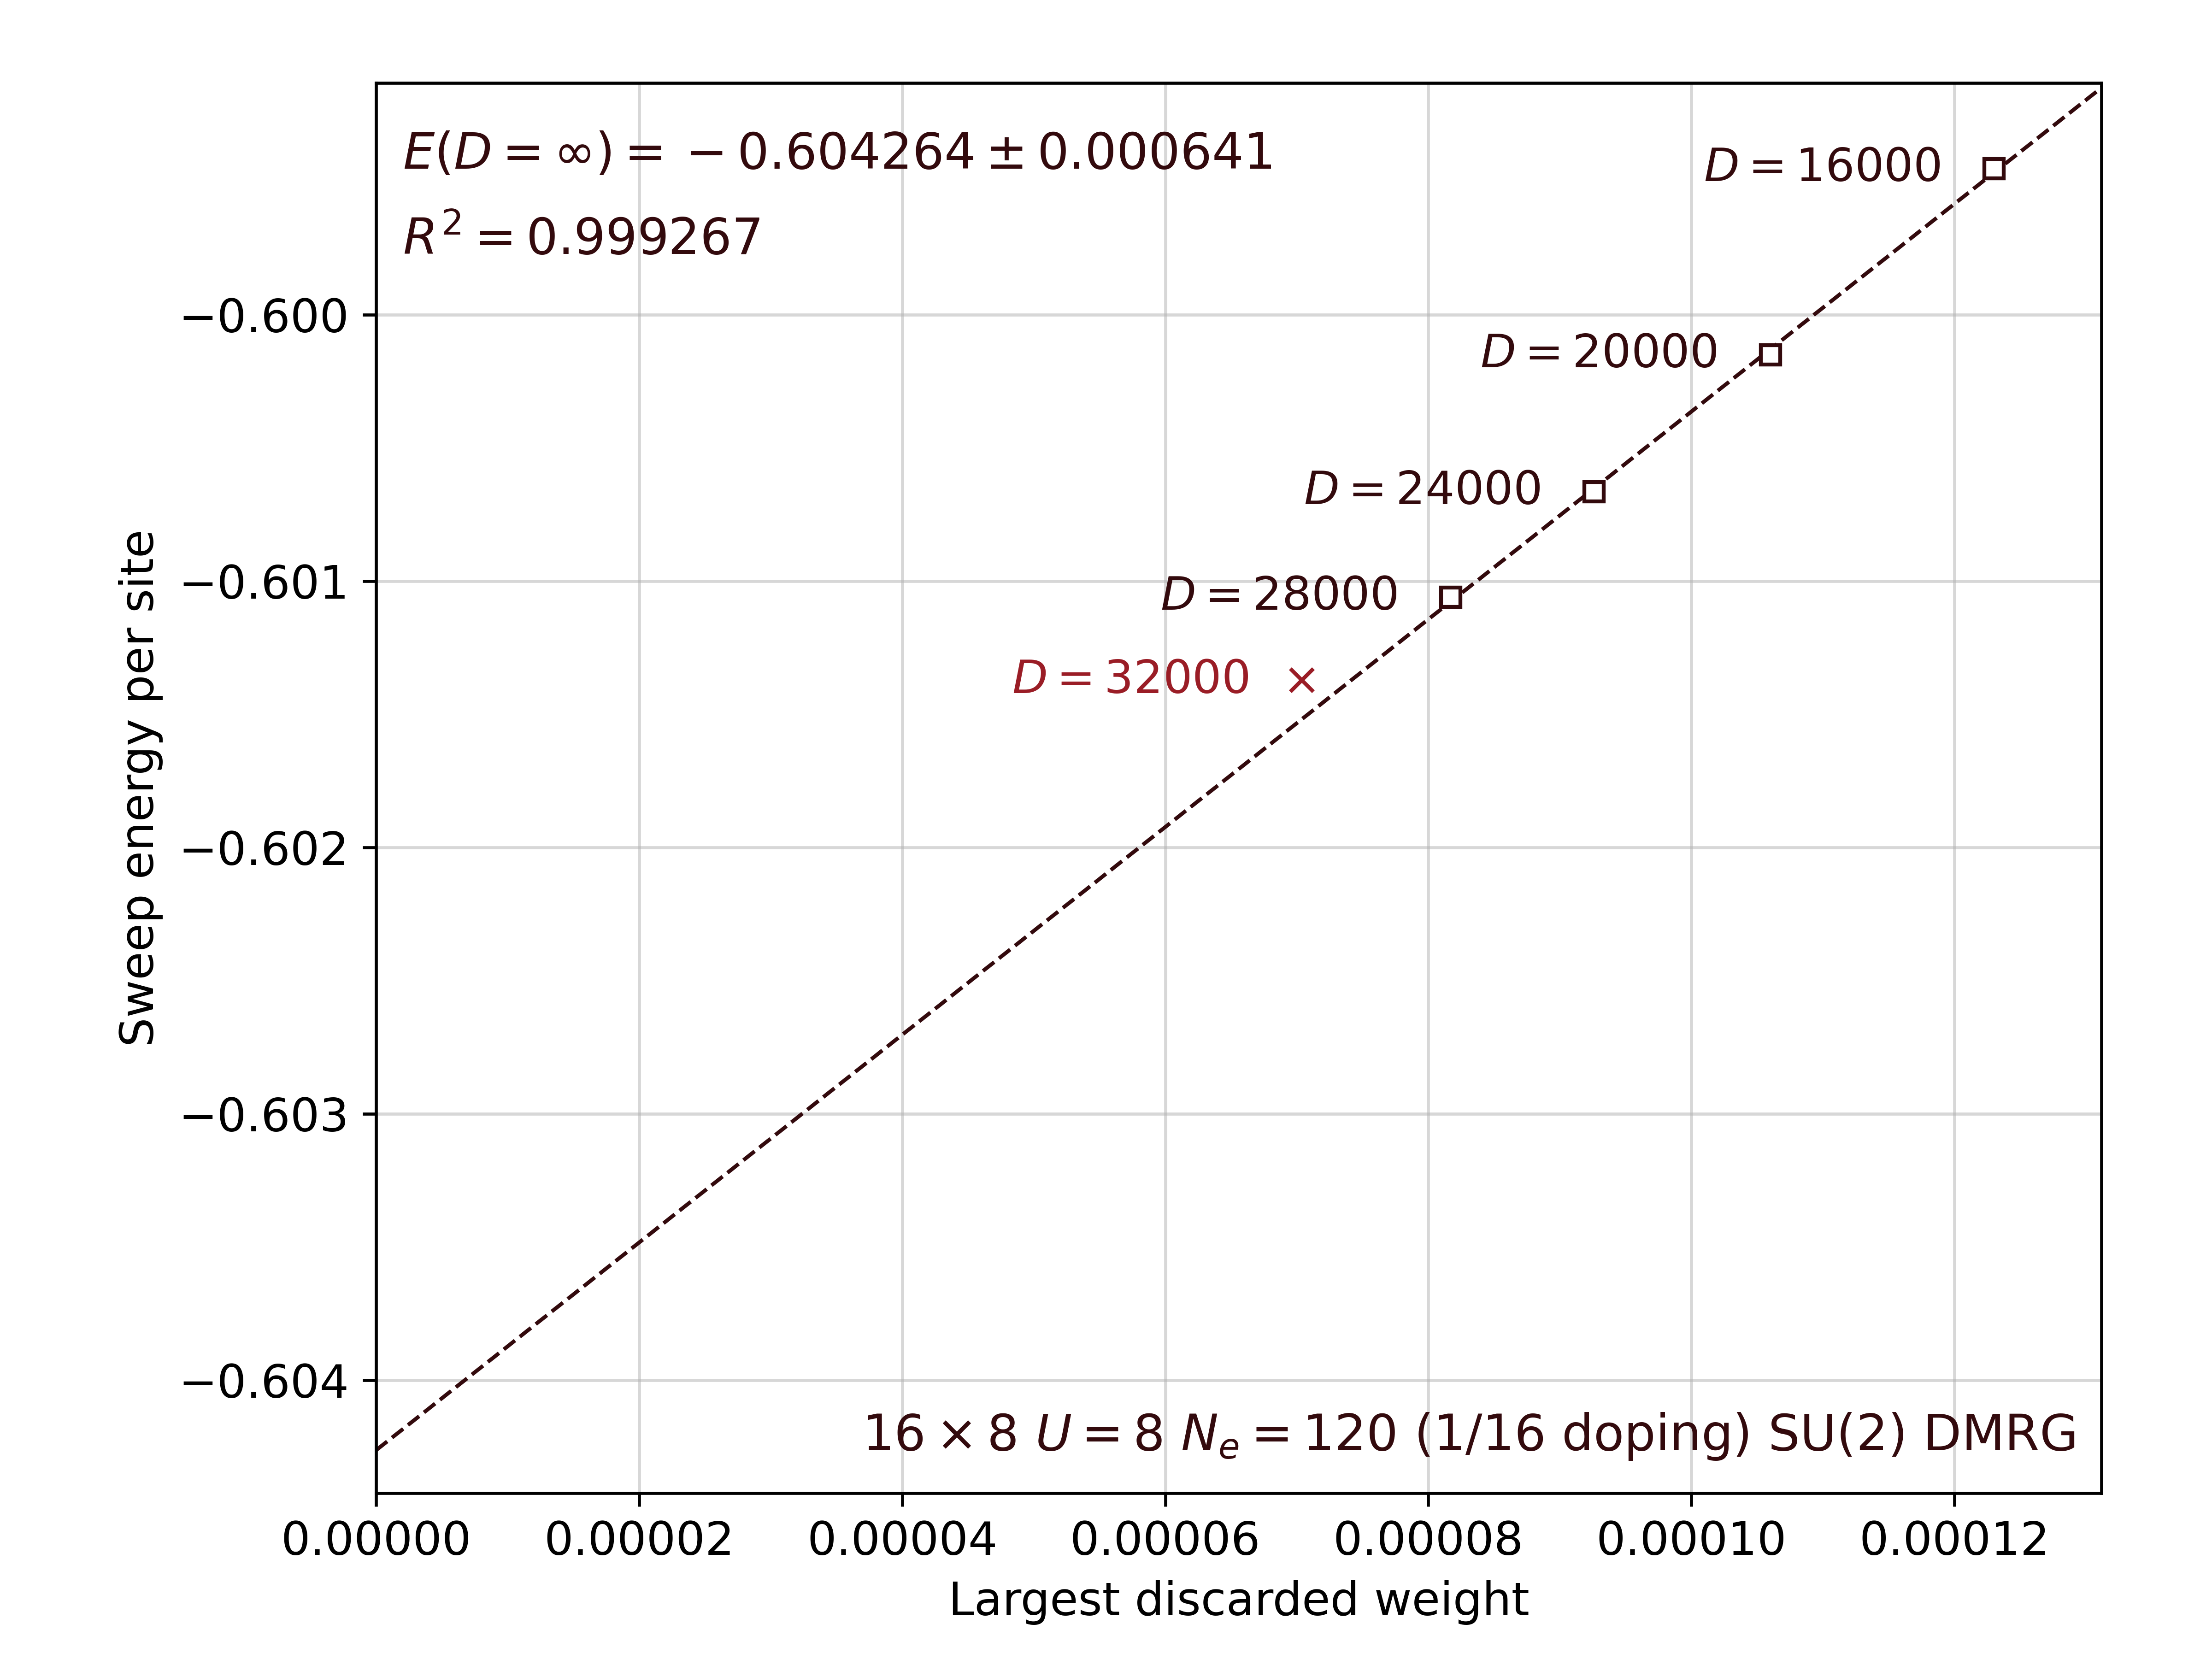 E(D = ∞) = − 0.604264 ± 0.000641
R² = 0.999267
D = 16000
D = 20000
D = 24000
D = 28000
D = 32000
16 × 8 U = 8 Nₑ = 120 (1/16 doping) SU(2) DMRG
−0.600
−0.601
−0.602
−0.603
−0.604
Sweep energy per site
0.00000 0.00002 0.00004 0.00006 0.00008 0.00010 0.00012
Largest discarded weight